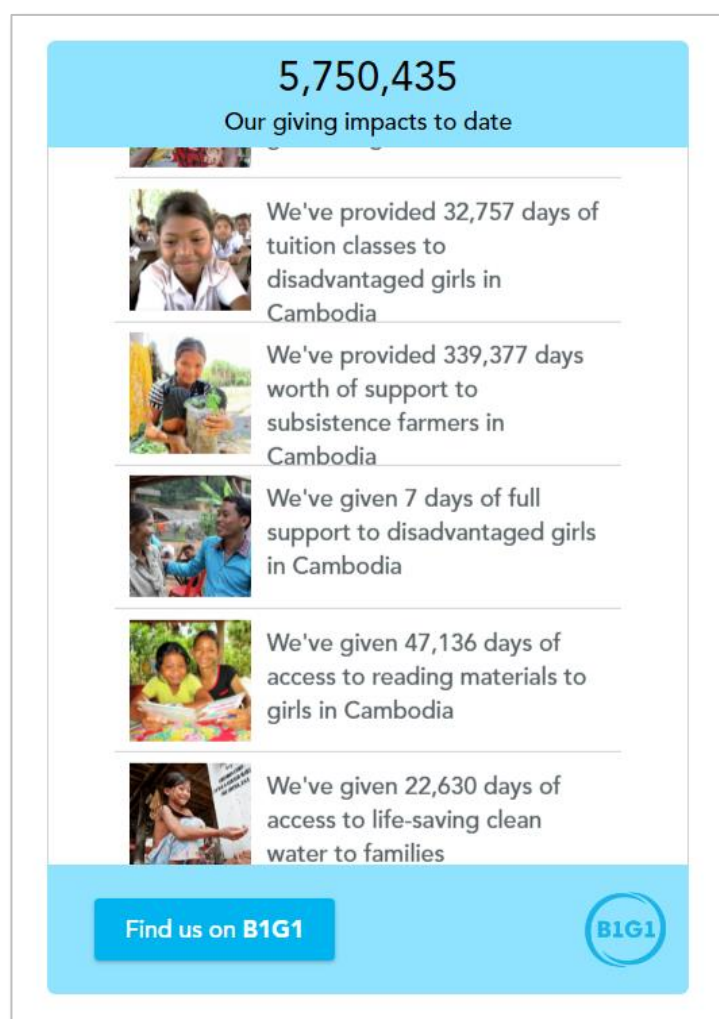 5,750,435
Our giving impacts to date
We've provided 32,757 days of
tuition classes to
disadvantaged girls in
Cambodia
We've provided 339,377 days
worth of support to
subsistence farmers in
Cambodia
We've given 7 days of full
support to disadvantaged girls
in Cambodia
We've given 47,136 days of
access to reading materials to
girls in Cambodia
We've given 22,630 days of
access to life-saving clean
water to families
Find us on B1G1
B1G1